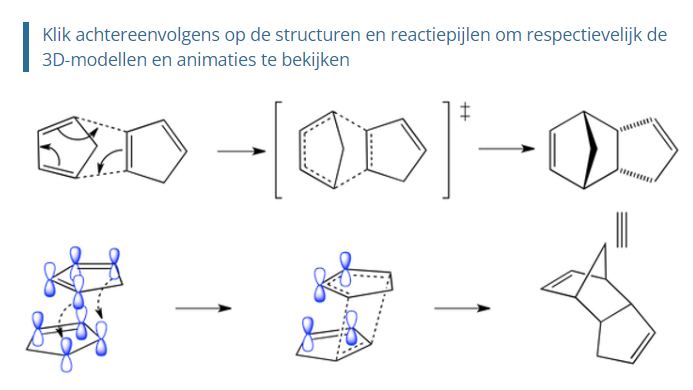 Klik achtereenvolgens op de structuren en reactiepijlen om respectievelijk de
3D-modellen en animaties te bekijken
‡